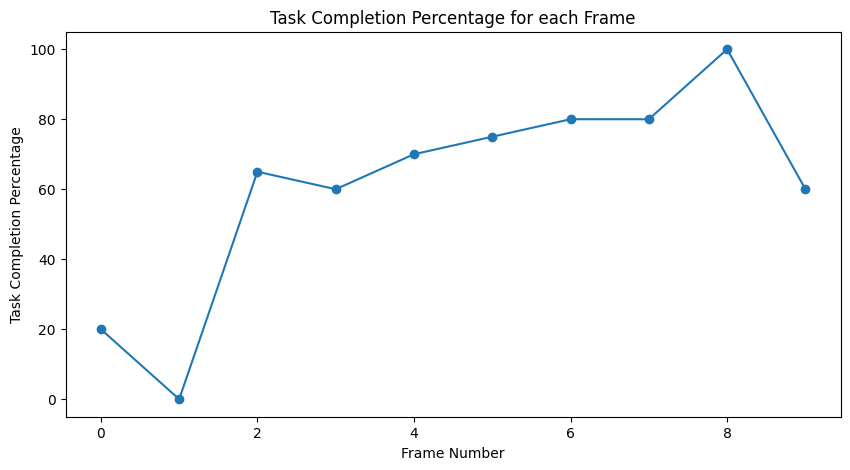 Task Completion Percentage for each Frame
Task Completion Percentage
100
80
60
40
20
0
0 2 4 6 8
Frame Number